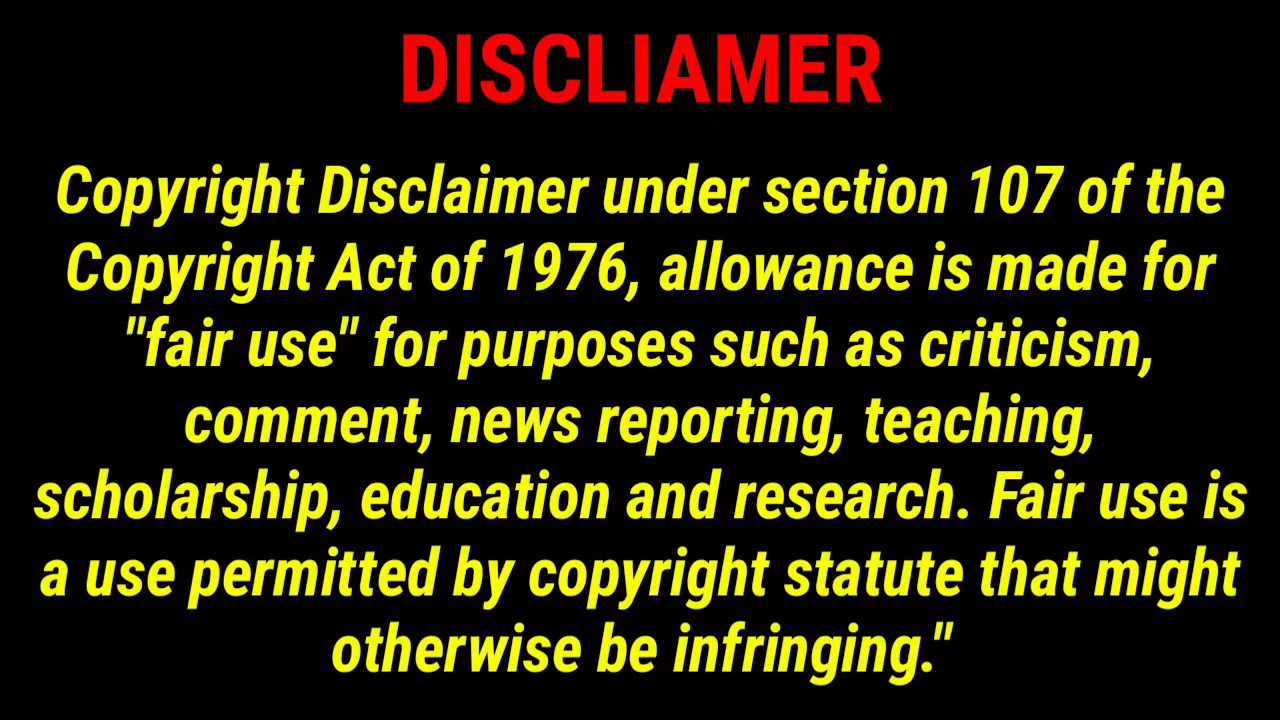 DISCLIAMER
Copyright Disclaimer under section 107 of the
Copyright Act of 1976, allowance is made for
"fair use" for purposes such as criticism,
comment, news reporting, teaching,
scholarship, education and research. Fair use is
a use permitted by copyright statute that might
otherwise be infringing."